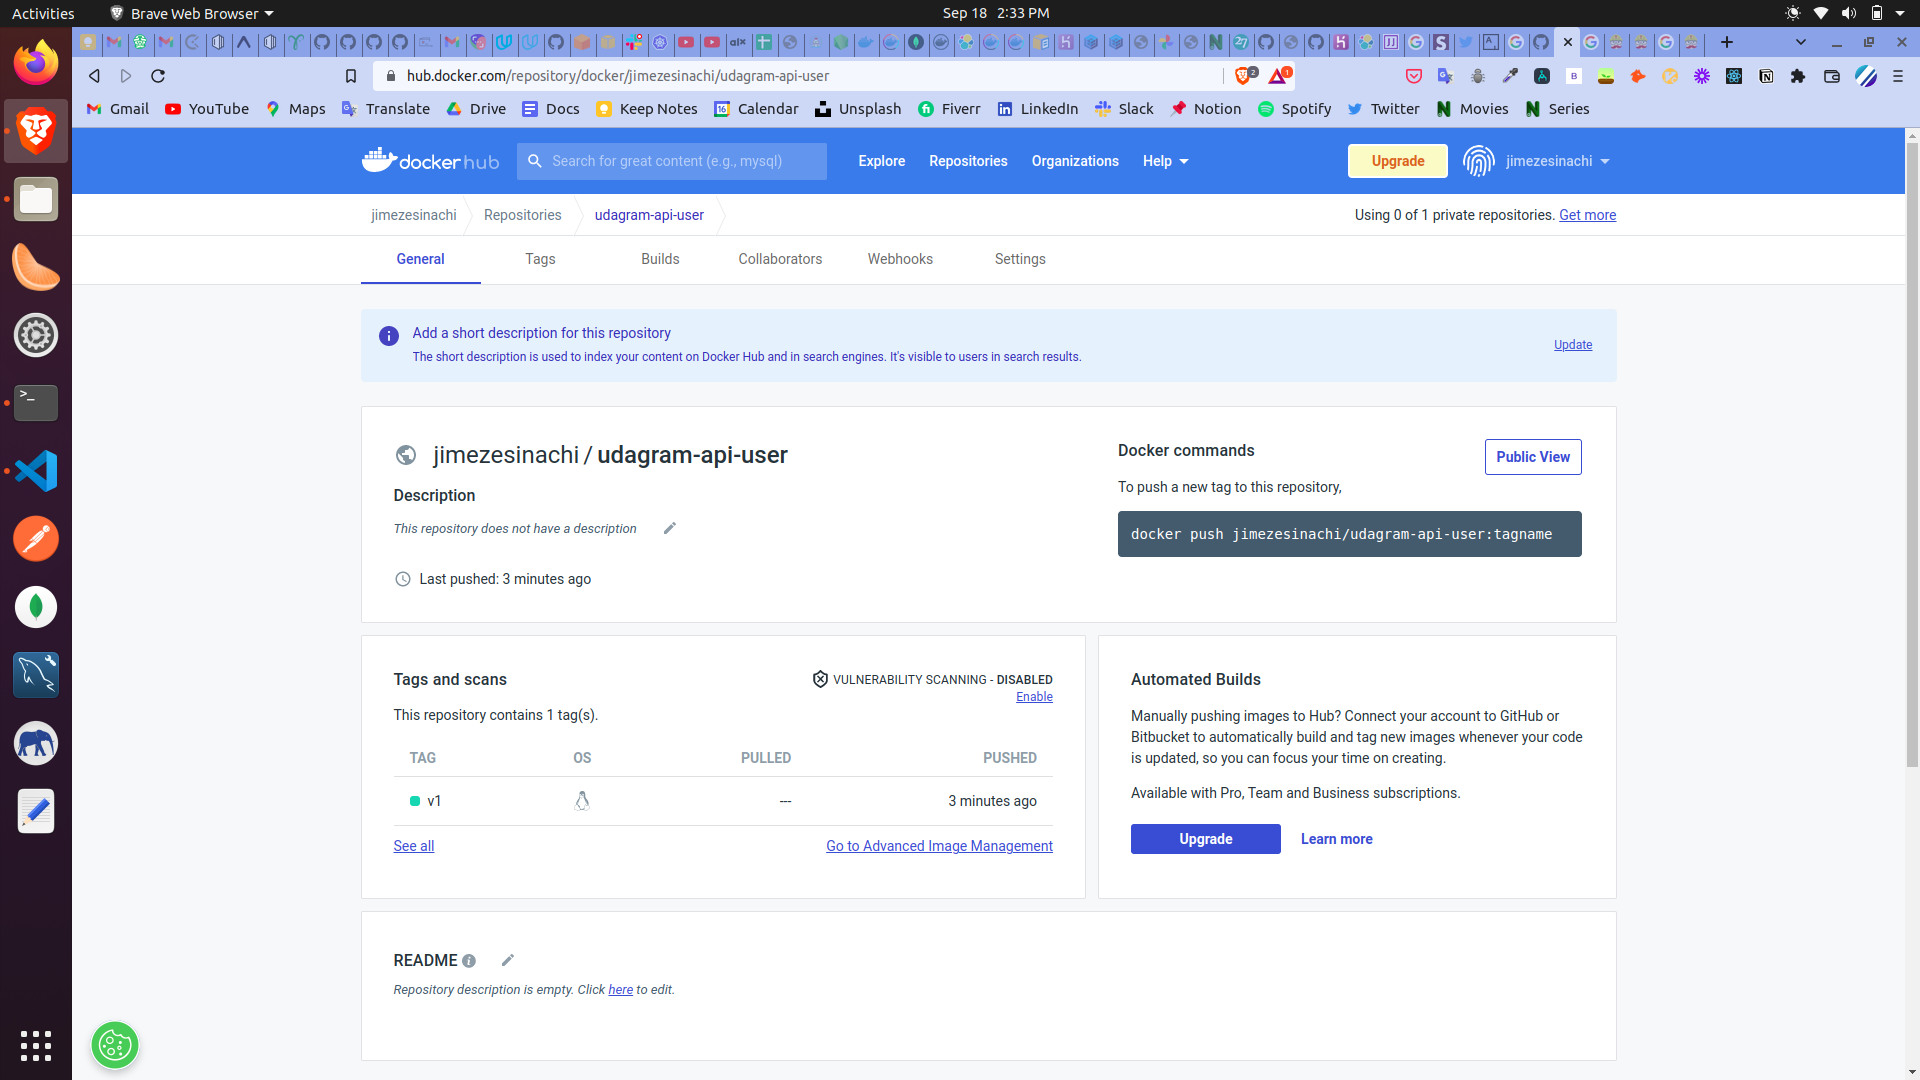 Activities
Brave Web Browser
Sep 18 2:33 PM
hub.docker.com/repository/docker/jimezesinachi/udagram-api-user
Gmail YouTube Maps Translate Drive Docs Keep Notes Calendar Unsplash Fiverr LinkedIn Slack Notion Spotify Twitter Movies Series
docker hub
Search for great content (e.g., mysql)
Explore Repositories Organizations Help
Upgrade
jimezesinachi
jimezesinachi Repositories udagram-api-user
Using 0 of 1 private repositories. Get more
General Tags Builds Collaborators Webhooks Settings
Add a short description for this repository
The short description is used to index your content on Docker Hub and in search engines. It's visible to users in search results.
Update
jimezesinachi / udagram-api-user
Description
This repository does not have a description
Last pushed: 3 minutes ago
Docker commands
Public View
To push a new tag to this repository,
docker push jimezesinachi/udagram-api-user:tagname
Tags and scans
VULNERABILITY SCANNING - DISABLED
Enable
This repository contains 1 tag(s).
TAG OS PULLED PUSHED
v1 --- 3 minutes ago
See all
Go to Advanced Image Management
Automated Builds
Manually pushing images to Hub? Connect your account to GitHub or
Bitbucket to automatically build and tag new images whenever your code
is updated, so you can focus your time on creating.
Available with Pro, Team and Business subscriptions.
Upgrade
Learn more
README
Repository description is empty. Click here to edit.